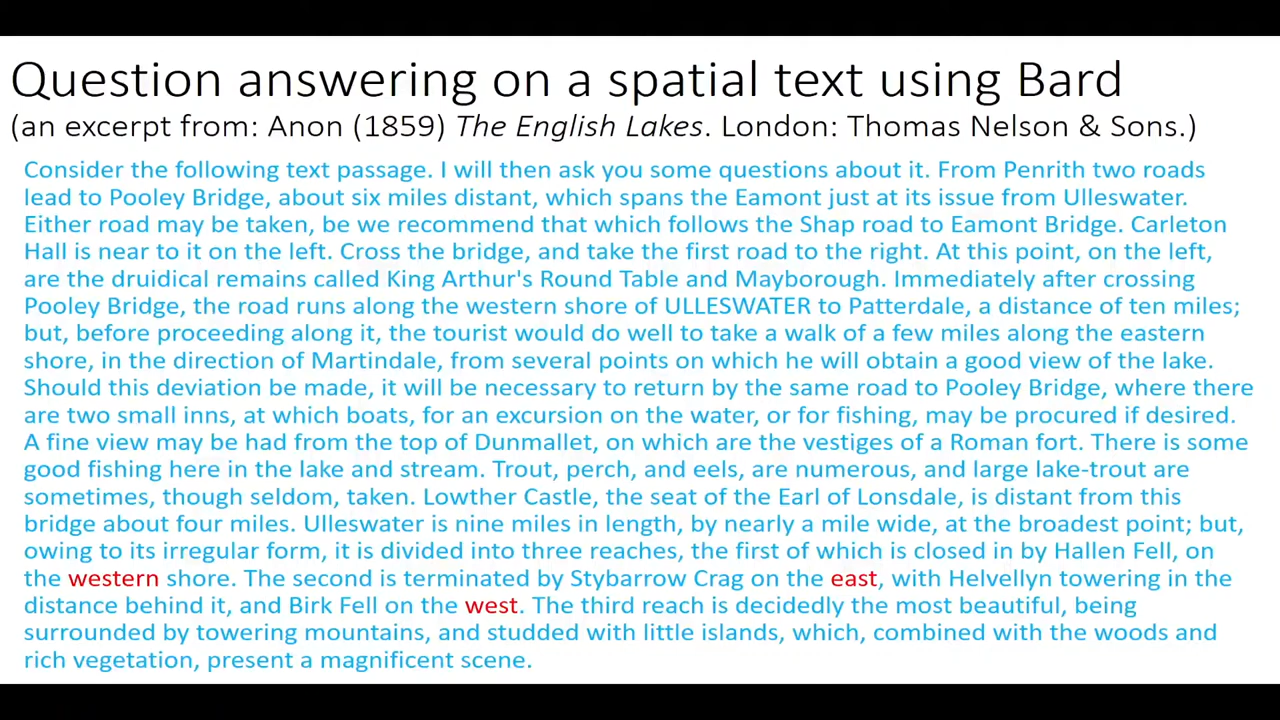 Question answering on a spatial text using Bard
(an excerpt from: Anon (1859) The English Lakes. London: Thomas Nelson & Sons.)
Consider the following text passage. I will then ask you some questions about it. From Penrith two roads
lead to Pooley Bridge, about six miles distant, which spans the Eamont just at its issue from Ulleswater.
Either road may be taken, be we recommend that which follows the Shap road to Eamont Bridge. Carleton
Hall is near to it on the left. Cross the bridge, and take the first road to the right. At this point, on the left,
are the druidical remains called King Arthur's Round Table and Mayborough. Immediately after crossing
Pooley Bridge, the road runs along the western shore of ULLESWATER to Patterdale, a distance of ten miles;
but, before proceeding along it, the tourist would do well to take a walk of a few miles along the eastern
shore, in the direction of Martindale, from several points on which he will obtain a good view of the lake.
Should this deviation be made, it will be necessary to return by the same road to Pooley Bridge, where there
are two small inns, at which boats, for an excursion on the water, or for fishing, may be procured if desired.
A fine view may be had from the top of Dunmallet, on which are the vestiges of a Roman fort. There is some
good fishing here in the lake and stream. Trout, perch, and eels, are numerous, and large lake-trout are
sometimes, though seldom, taken. Lowther Castle, the seat of the Earl of Lonsdale, is distant from this
bridge about four miles. Ulleswater is nine miles in length, by nearly a mile wide, at the broadest point; but,
owing to its irregular form, it is divided into three reaches, the first of which is closed in by Hallen Fell, on
the western shore. The second is terminated by Stybarrow Crag on the east, with Helvellyn towering in the
distance behind it, and Birk Fell on the west. The third reach is decidedly the most beautiful, being
surrounded by towering mountains, and studded with little islands, which, combined with the woods and
rich vegetation, present a magnificent scene.